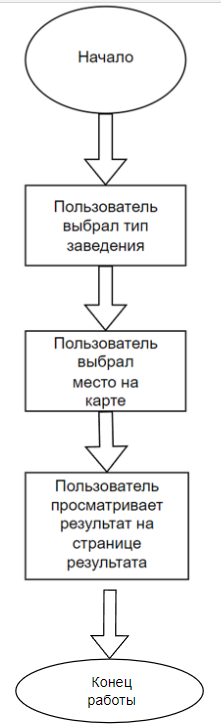 Начало
Пользователь
выбрал тип
заведения
Пользователь
выбрал
место на
карте
Пользователь
просматривает
результат на
странице
результата
Конец
работы